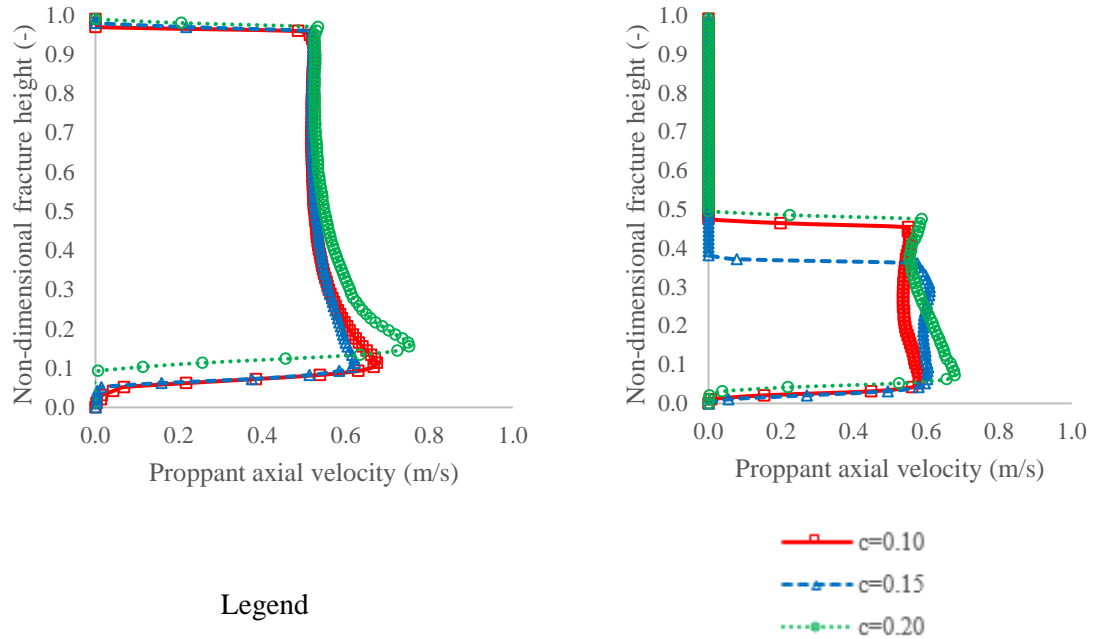 Non-dimensional fracture height (-)
1.0
0.9
0.8
0.7
0.6
0.5
0.4
0.3
0.2
0.1
0.0
0.0 0.2 0.4 0.6 0.8 1.0
Proppant axial velocity (m/s)
Non-dimensional fracture height (-)
1.0
0.9
0.8
0.7
0.6
0.5
0.4
0.3
0.2
0.1
0.0
0.0 0.2 0.4 0.6 0.8 1.0
Proppant axial velocity (m/s)
Legend
c=0.10
c=0.15
c=0.20